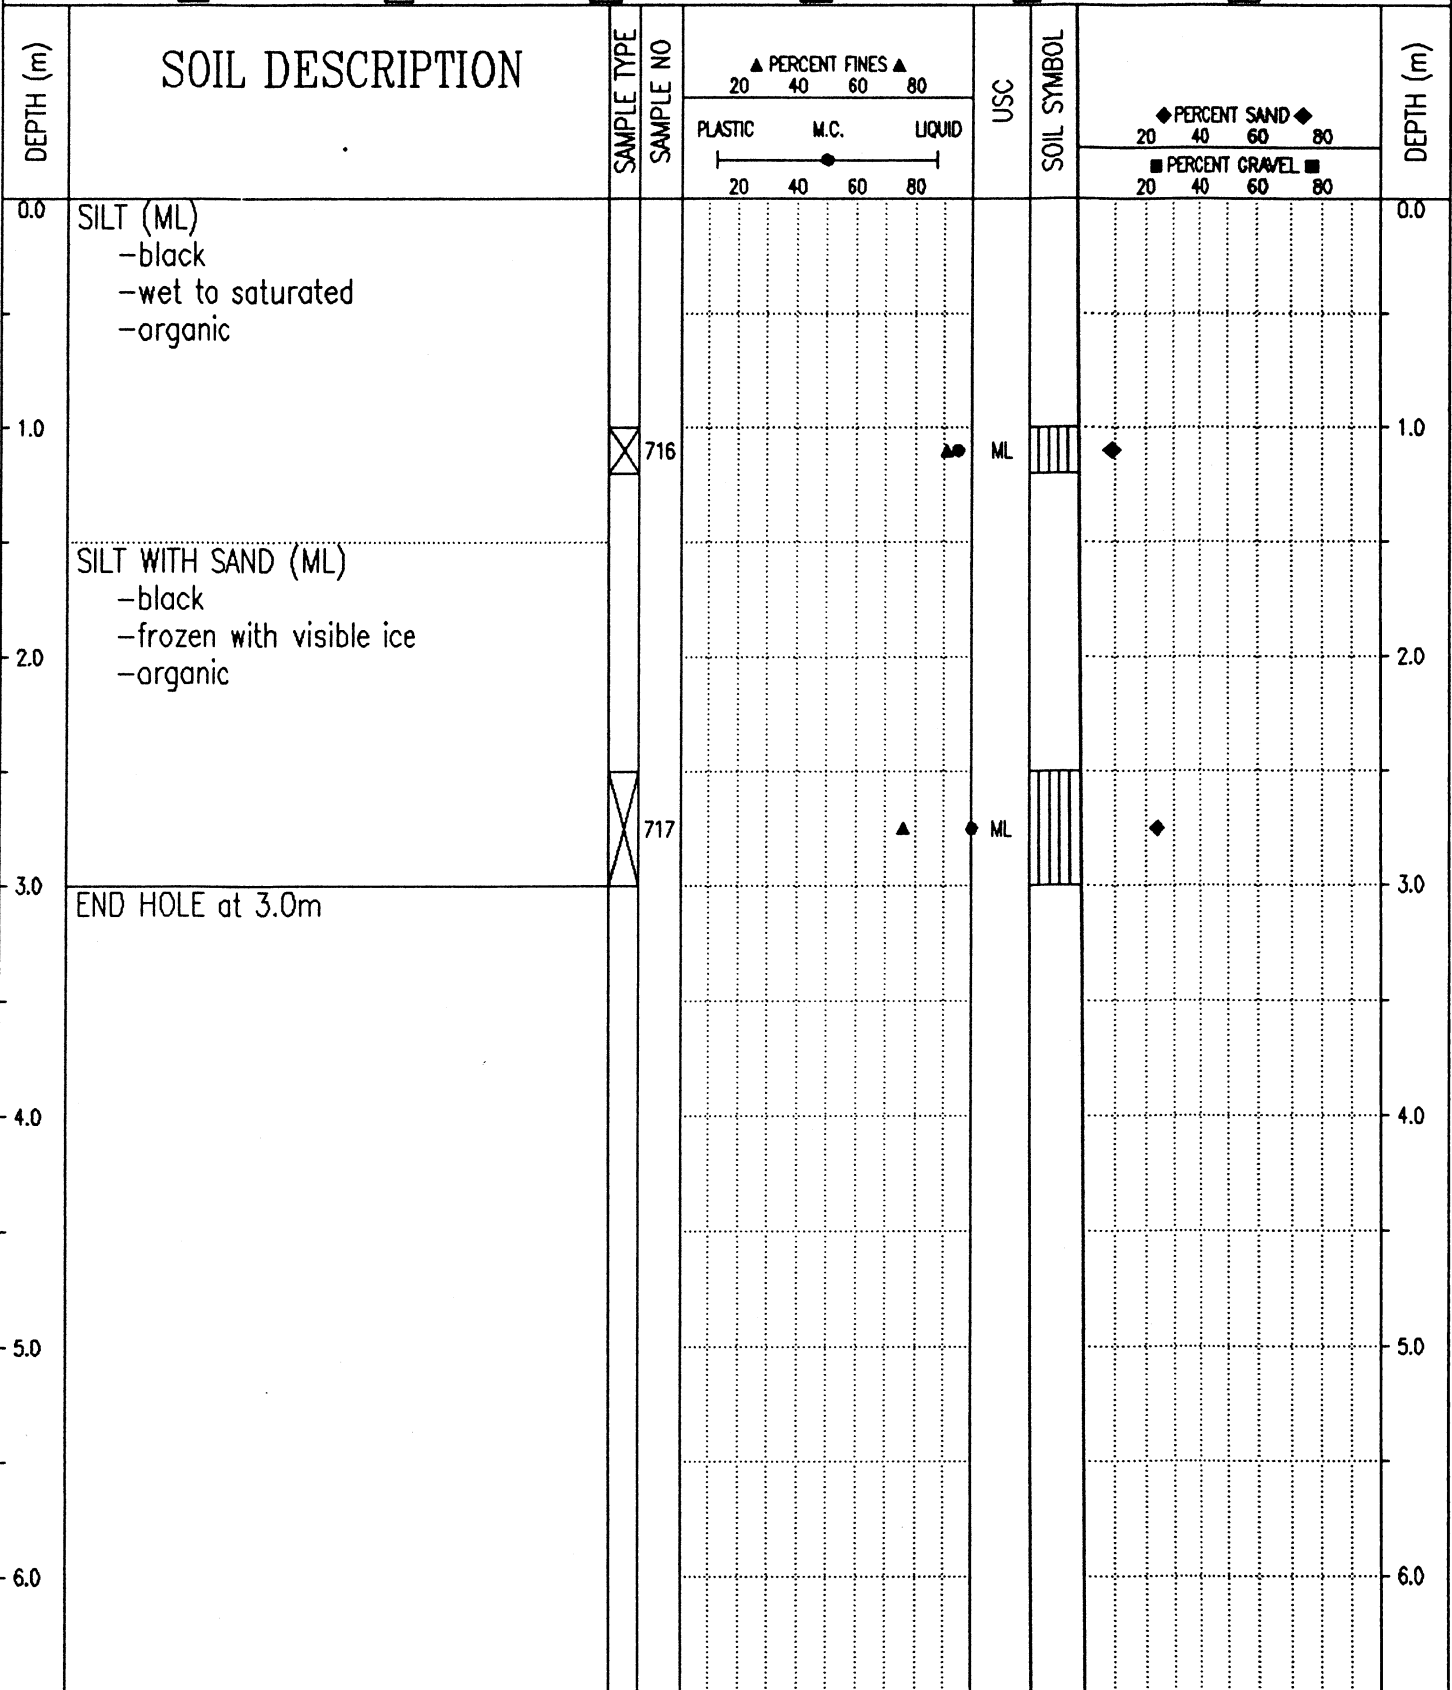 DEPTH (m)
SOIL DESCRIPTION
SAMPLE TYPE
SAMPLE NO
▲ PERCENT FINES ▲
20 40 60 80
PLASTIC M.C. LIQUID
20 40 60 80
USC
SOIL SYMBOL
◆PERCENT SAND◆
20 40 60 80
■PERCENT GRAVEL■
20 40 60 80
DEPTH (m)
0.0 SILT (ML) 0.0
-black
-wet to saturated
-organic
1.0 1.0
716 ML
SILT WITH SAND (ML)
-black
-frozen with visible ice
2.0 2.0
-organic
717 ML
3.0 3.0
END HOLE at 3.0m
4.0 4.0
5.0 5.0
6.0 6.0